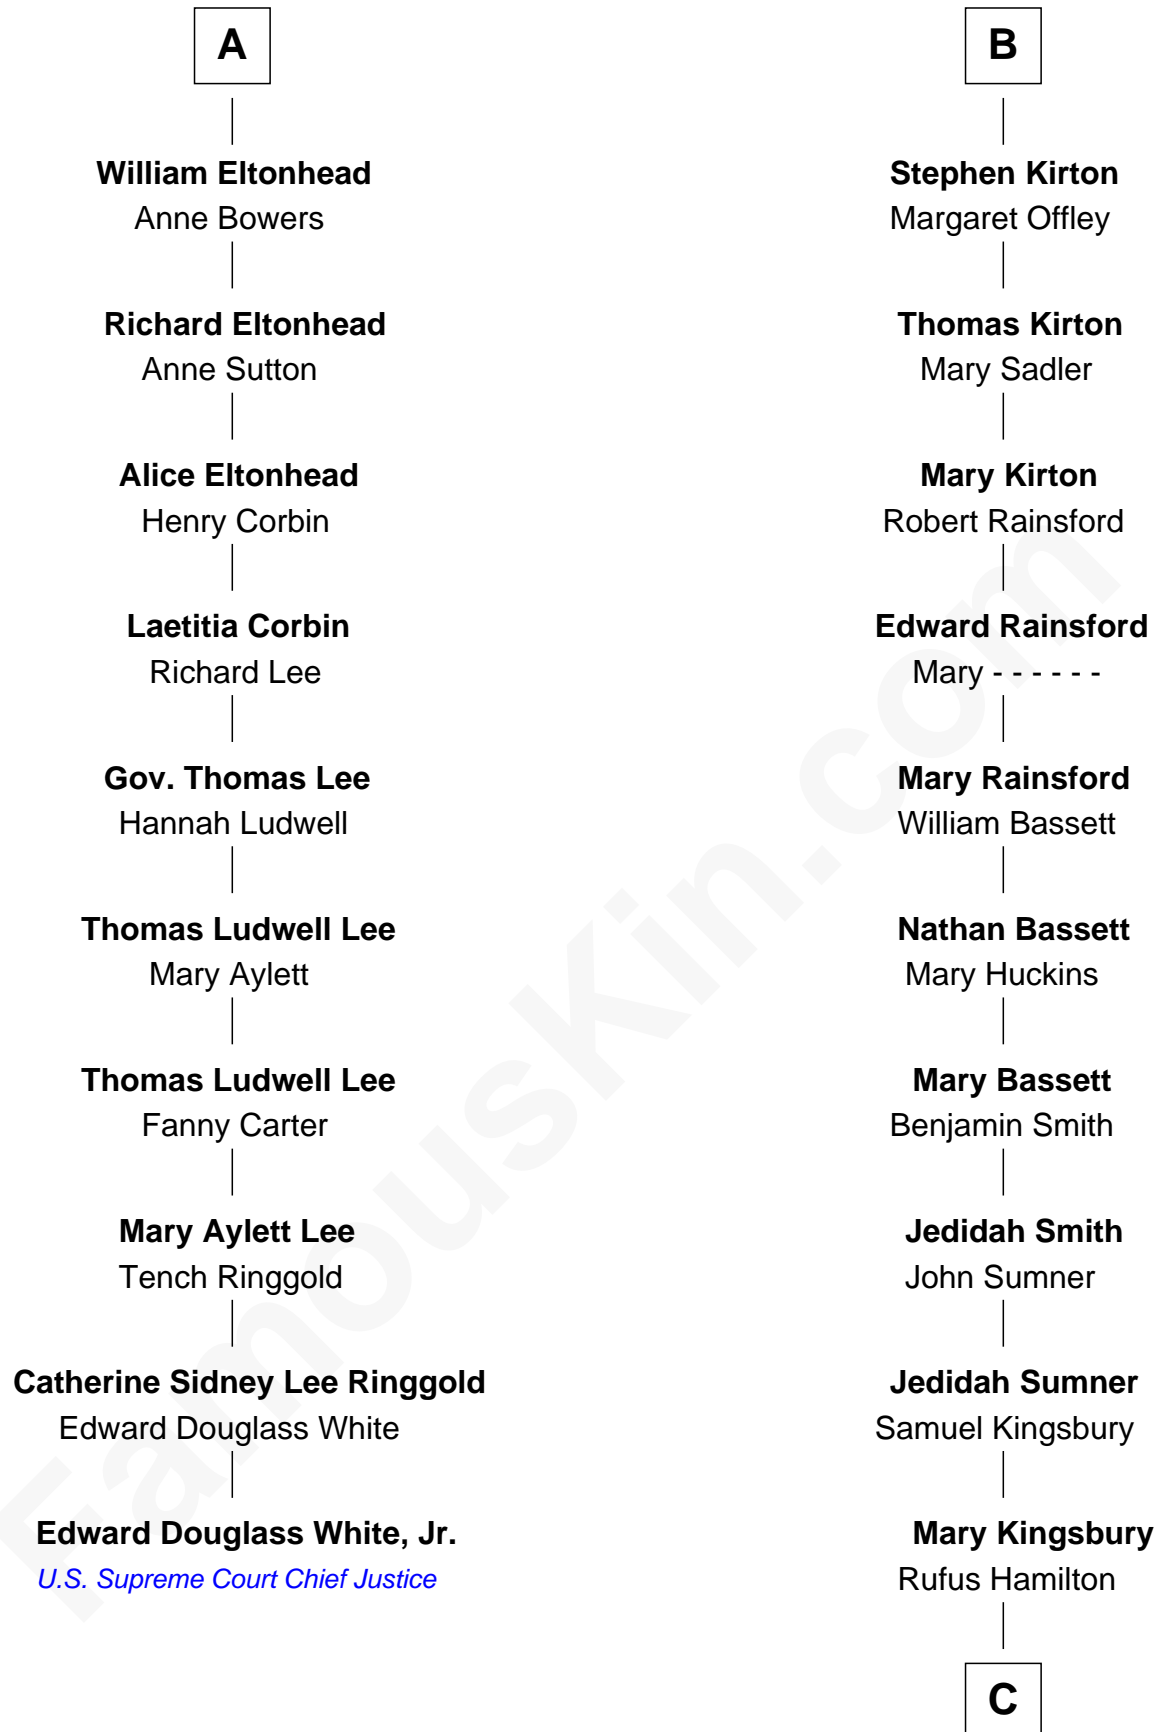 A
William Eltonhead
Anne Bowers
Richard Eltonhead
Anne Sutton
Alice Eltonhead
Henry Corbin
Laetitia Corbin
Richard Lee
Gov. Thomas Lee
Hannah Ludwell
Thomas Ludwell Lee
Mary Aylett
Thomas Ludwell Lee
Fanny Carter
Mary Aylett Lee
Tench Ringgold
Catherine Sidney Lee Ringgold
Edward Douglass White
Edward Douglass White, Jr.
U.S. Supreme Court Chief Justice
B
Stephen Kirton
Margaret Offley
Thomas Kirton
Mary Sadler
Mary Kirton
Robert Rainsford
Edward Rainsford
Mary - - - - - -
Mary Rainsford
William Bassett
Nathan Bassett
Mary Huckins
Mary Bassett
Benjamin Smith
Jedidah Smith
John Sumner
Jedidah Sumner
Samuel Kingsbury
Mary Kingsbury
Rufus Hamilton
C
FamousKin.com